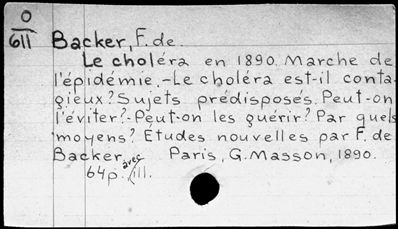 O
611
Backer, F. de.
Le choléra en 1890. Marche de
l'épidémie.-Le choléra est-il conta-
gieux? Sujets prédisposés. Peut-on
l'éviter?-Peut-on les guérir? Par quels
moyens? Études nouvelles par F. de
Backer. Paris, G. Masson, 1890.
64p. avec ill.